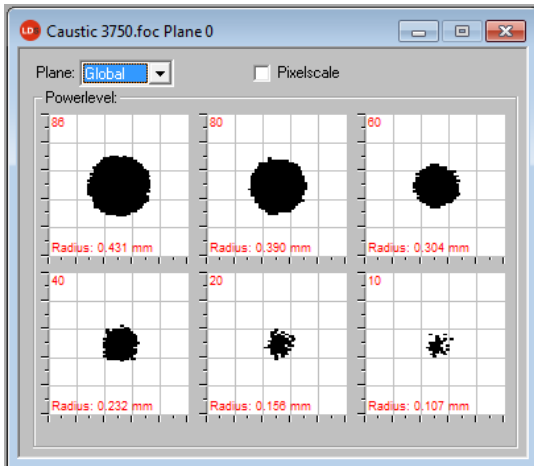 LD Caustic 3750.foc Plane 0
Plane: Global Pixelscale
Powerlevel:
86 80 60
Radius: 0,431 mm Radius: 0,390 mm Radius: 0,304 mm
40 20 10
Radius: 0,232 mm Radius: 0,156 mm Radius: 0,107 mm